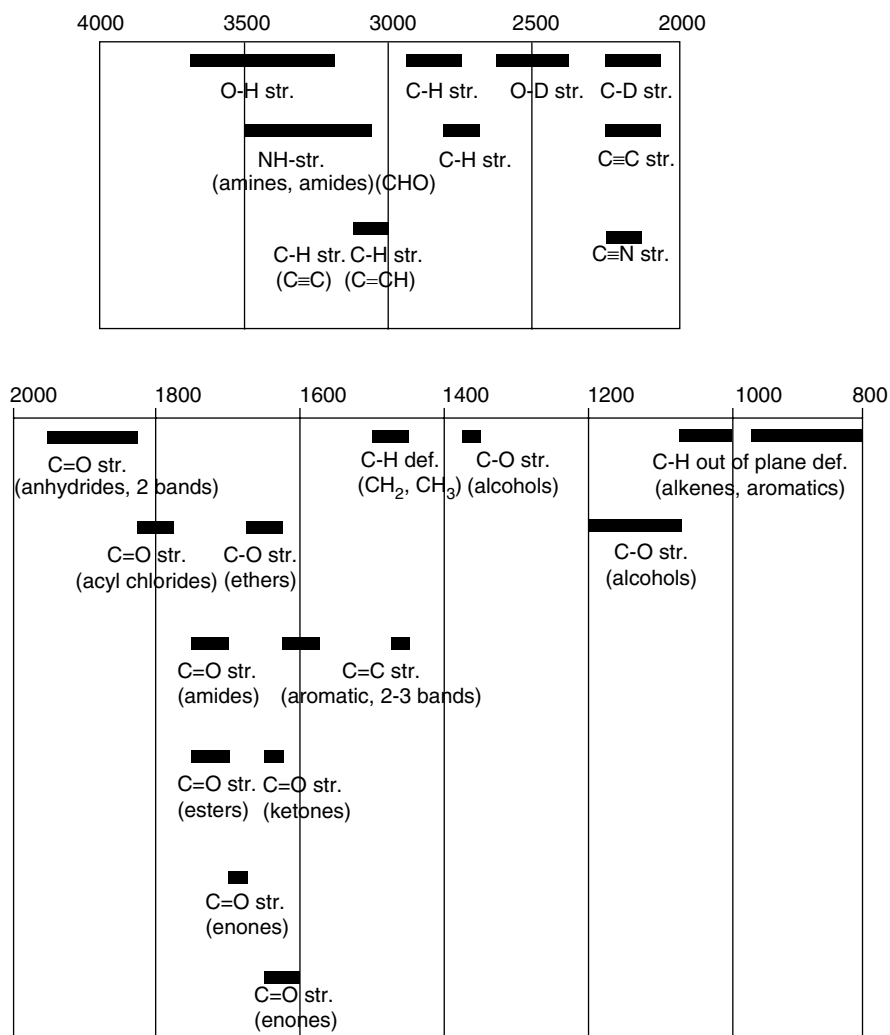 4000 3500 3000 2500 2000
O-H str. C-H str. O-D str. C-D str.
NH-str. C-H str. C≡C str.
(amines, amides)(CHO)
C-H str. C-H str. C≡N str.
(C≡C) (C=CH)
2000 1800 1600 1400 1200 1000 800
C=O str. C-H def. C-O str. C-H out of plane def.
(anhydrides, 2 bands) (CH₂, CH₃) (alcohols) (alkenes, aromatics)
C=O str. C-O str. C-O str.
(acyl chlorides) (ethers) (alcohols)
C=O str. C=C str.
(amides) (aromatic, 2-3 bands)
C=O str. C=O str.
(esters) (ketones)
C=O str.
(enones)
C=O str.
(enones)